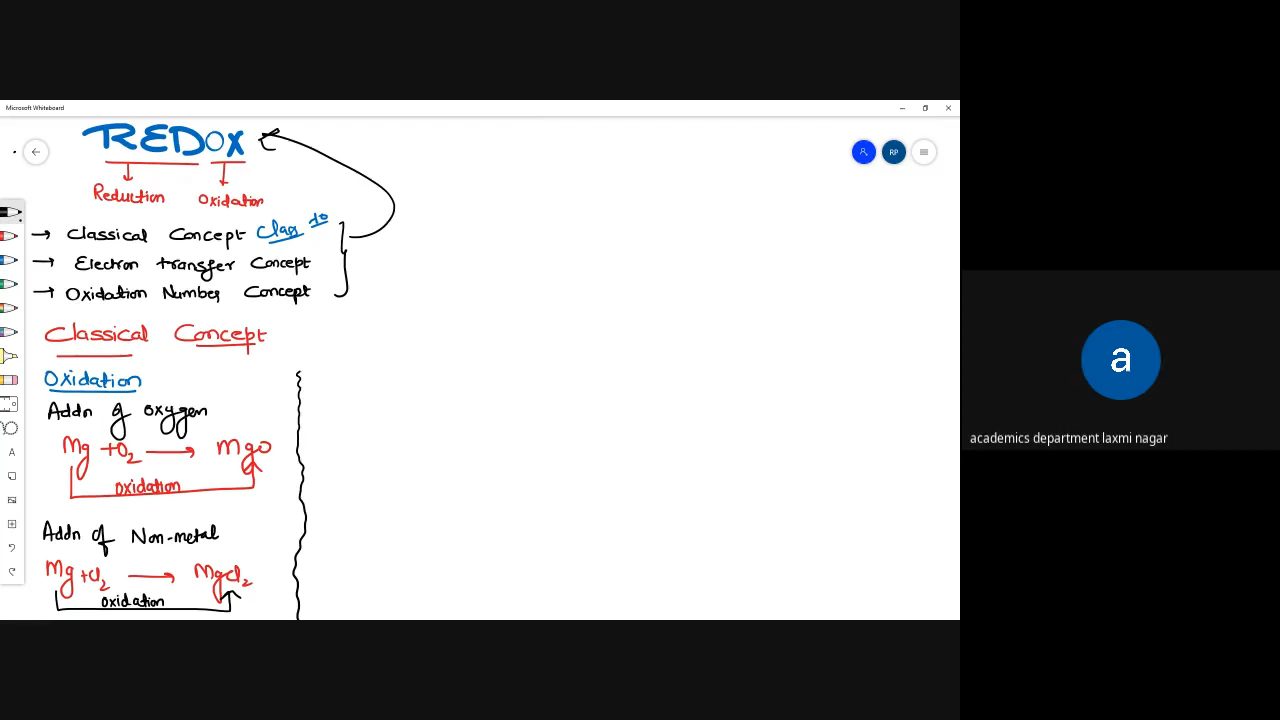 Microsoft Whiteboard
REDOX
RP
Reduction Oxidation
→ Classical Concept Class 10
→ Electron transfer Concept
→ Oxidation Number Concept
Classical Concept
Oxidation
Addn of oxygen
Mg + O2 → MgO
oxidation
Addn of Non-metal
Mg + Cl2 → MgCl2
oxidation
A
a
academics department laxmi nagar